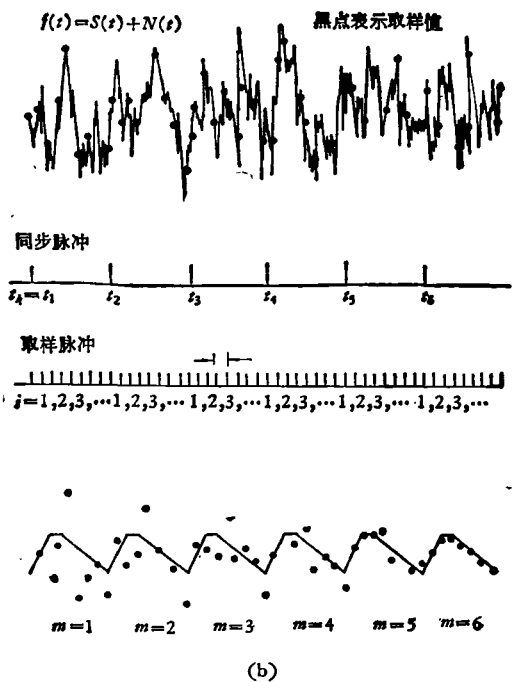 f(t)=S(t)+N(t) 黑点表示取样值
同步脉冲
t₄=t₁ t₂ t₃ t₄ t₅ t₆
取样脉冲
j=1,2,3,…1,2,3,…1,2,3,…1,2,3,…1,2,3,…1,2,3,…
m=1 m=2 m=3 m=4 m=5 m=6
(b)